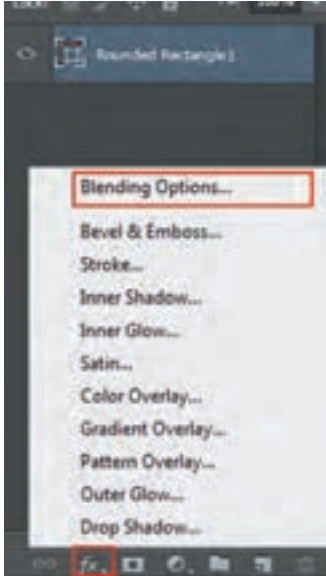 Rounded Rectangle 1
Blending Options...
Bevel & Emboss...
Stroke...
Inner Shadow...
Inner Glow...
Satin...
Color Overlay...
Gradient Overlay...
Pattern Overlay...
Outer Glow...
Drop Shadow...
fx